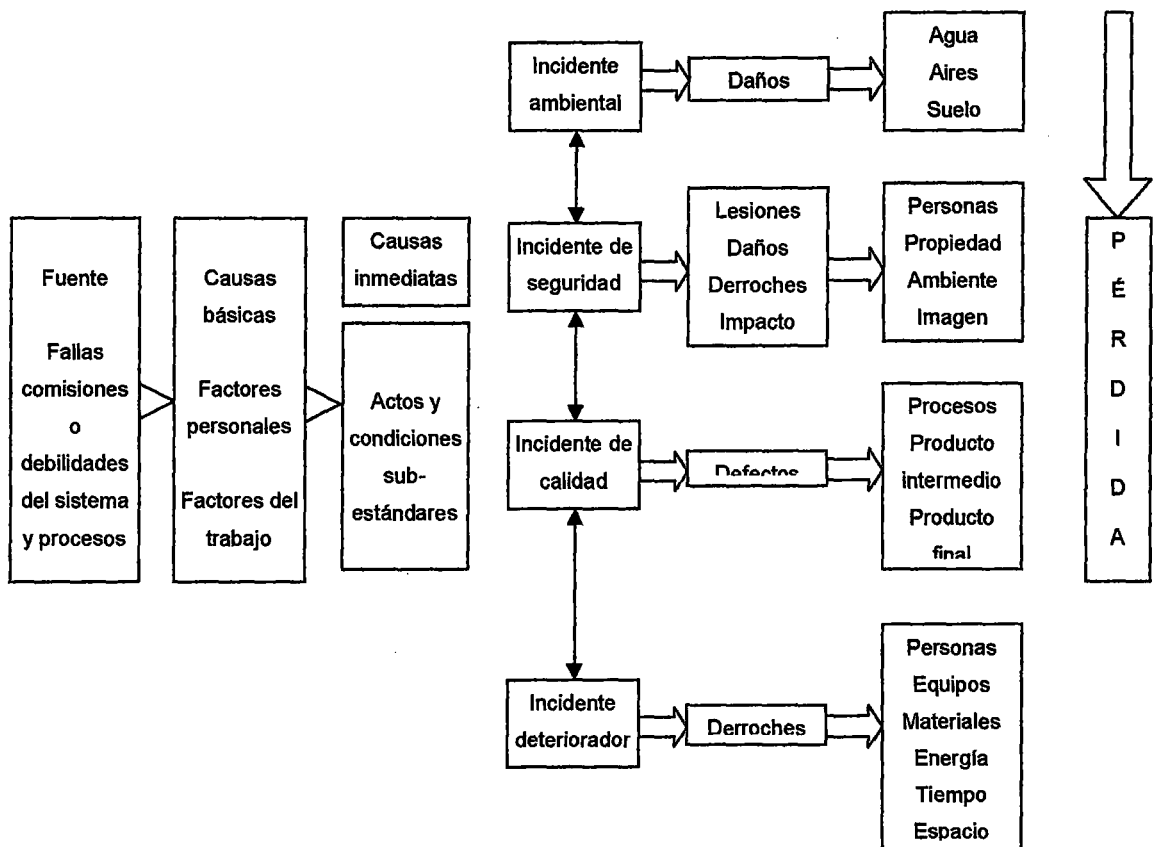 Fuente
Fallas
comisiones
o
debilidades
del sistema
y procesos
Causas
básicas
Factores
personales
Factores del
trabajo
Causas
inmediatas
Actos y
condiciones
sub-
estándares
Incidente
ambiental
Daños
Agua
Aires
Suelo
Incidente de
seguridad
Lesiones
Daños
Derroches
Impacto
Personas
Propiedad
Ambiente
Imagen
Incidente de
calidad
Defectos
Procesos
Producto
intermedio
Producto
final
Incidente
deteriorador
Derroches
Personas
Equipos
Materiales
Energía
Tiempo
Espacio
P
É
R
D
I
D
A